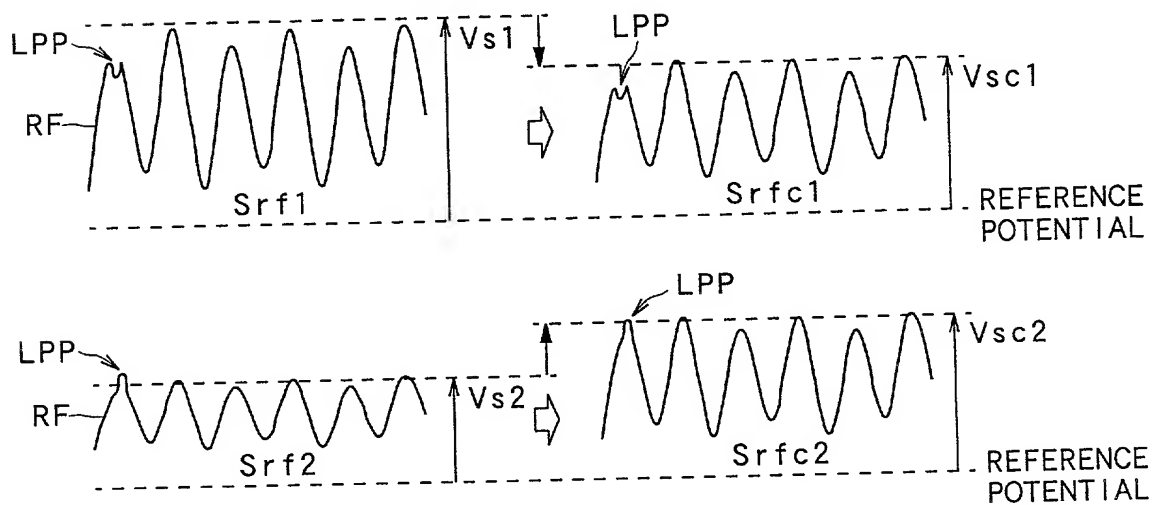 LPP
Vs1
LPP
Vsc1
RF
Srf1
Srfc1
REFERENCE
POTENTIAL
LPP
LPP
Vsc2
RF
Vs2
Srf2
Srfc2
REFERENCE
POTENTIAL